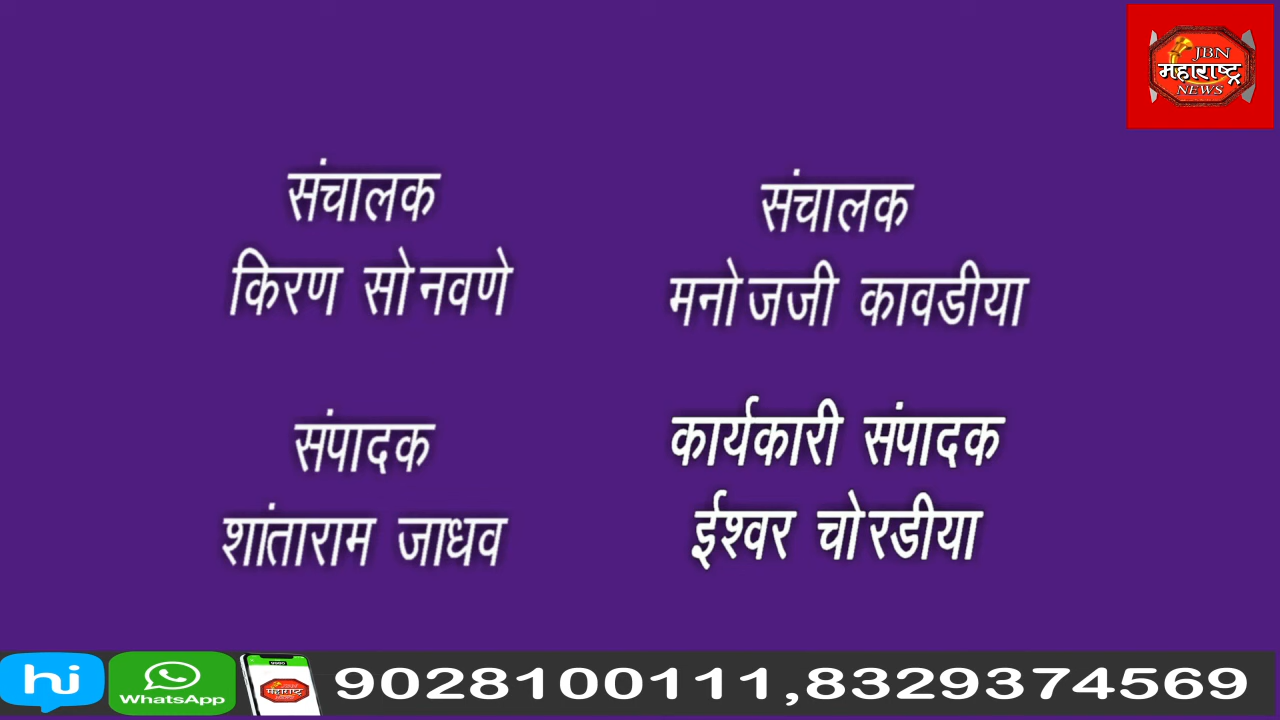 JBN
महाराष्ट्र
NEWS
संचालक
किरण सोनवणे
संचालक
मनोजजी कावडीया
संपादक
शांताराम जाधव
कार्यकारी संपादक
ईश्वर चोरडीया
hi
WhatsApp
महाराष्ट्र
9028100111,8329374569